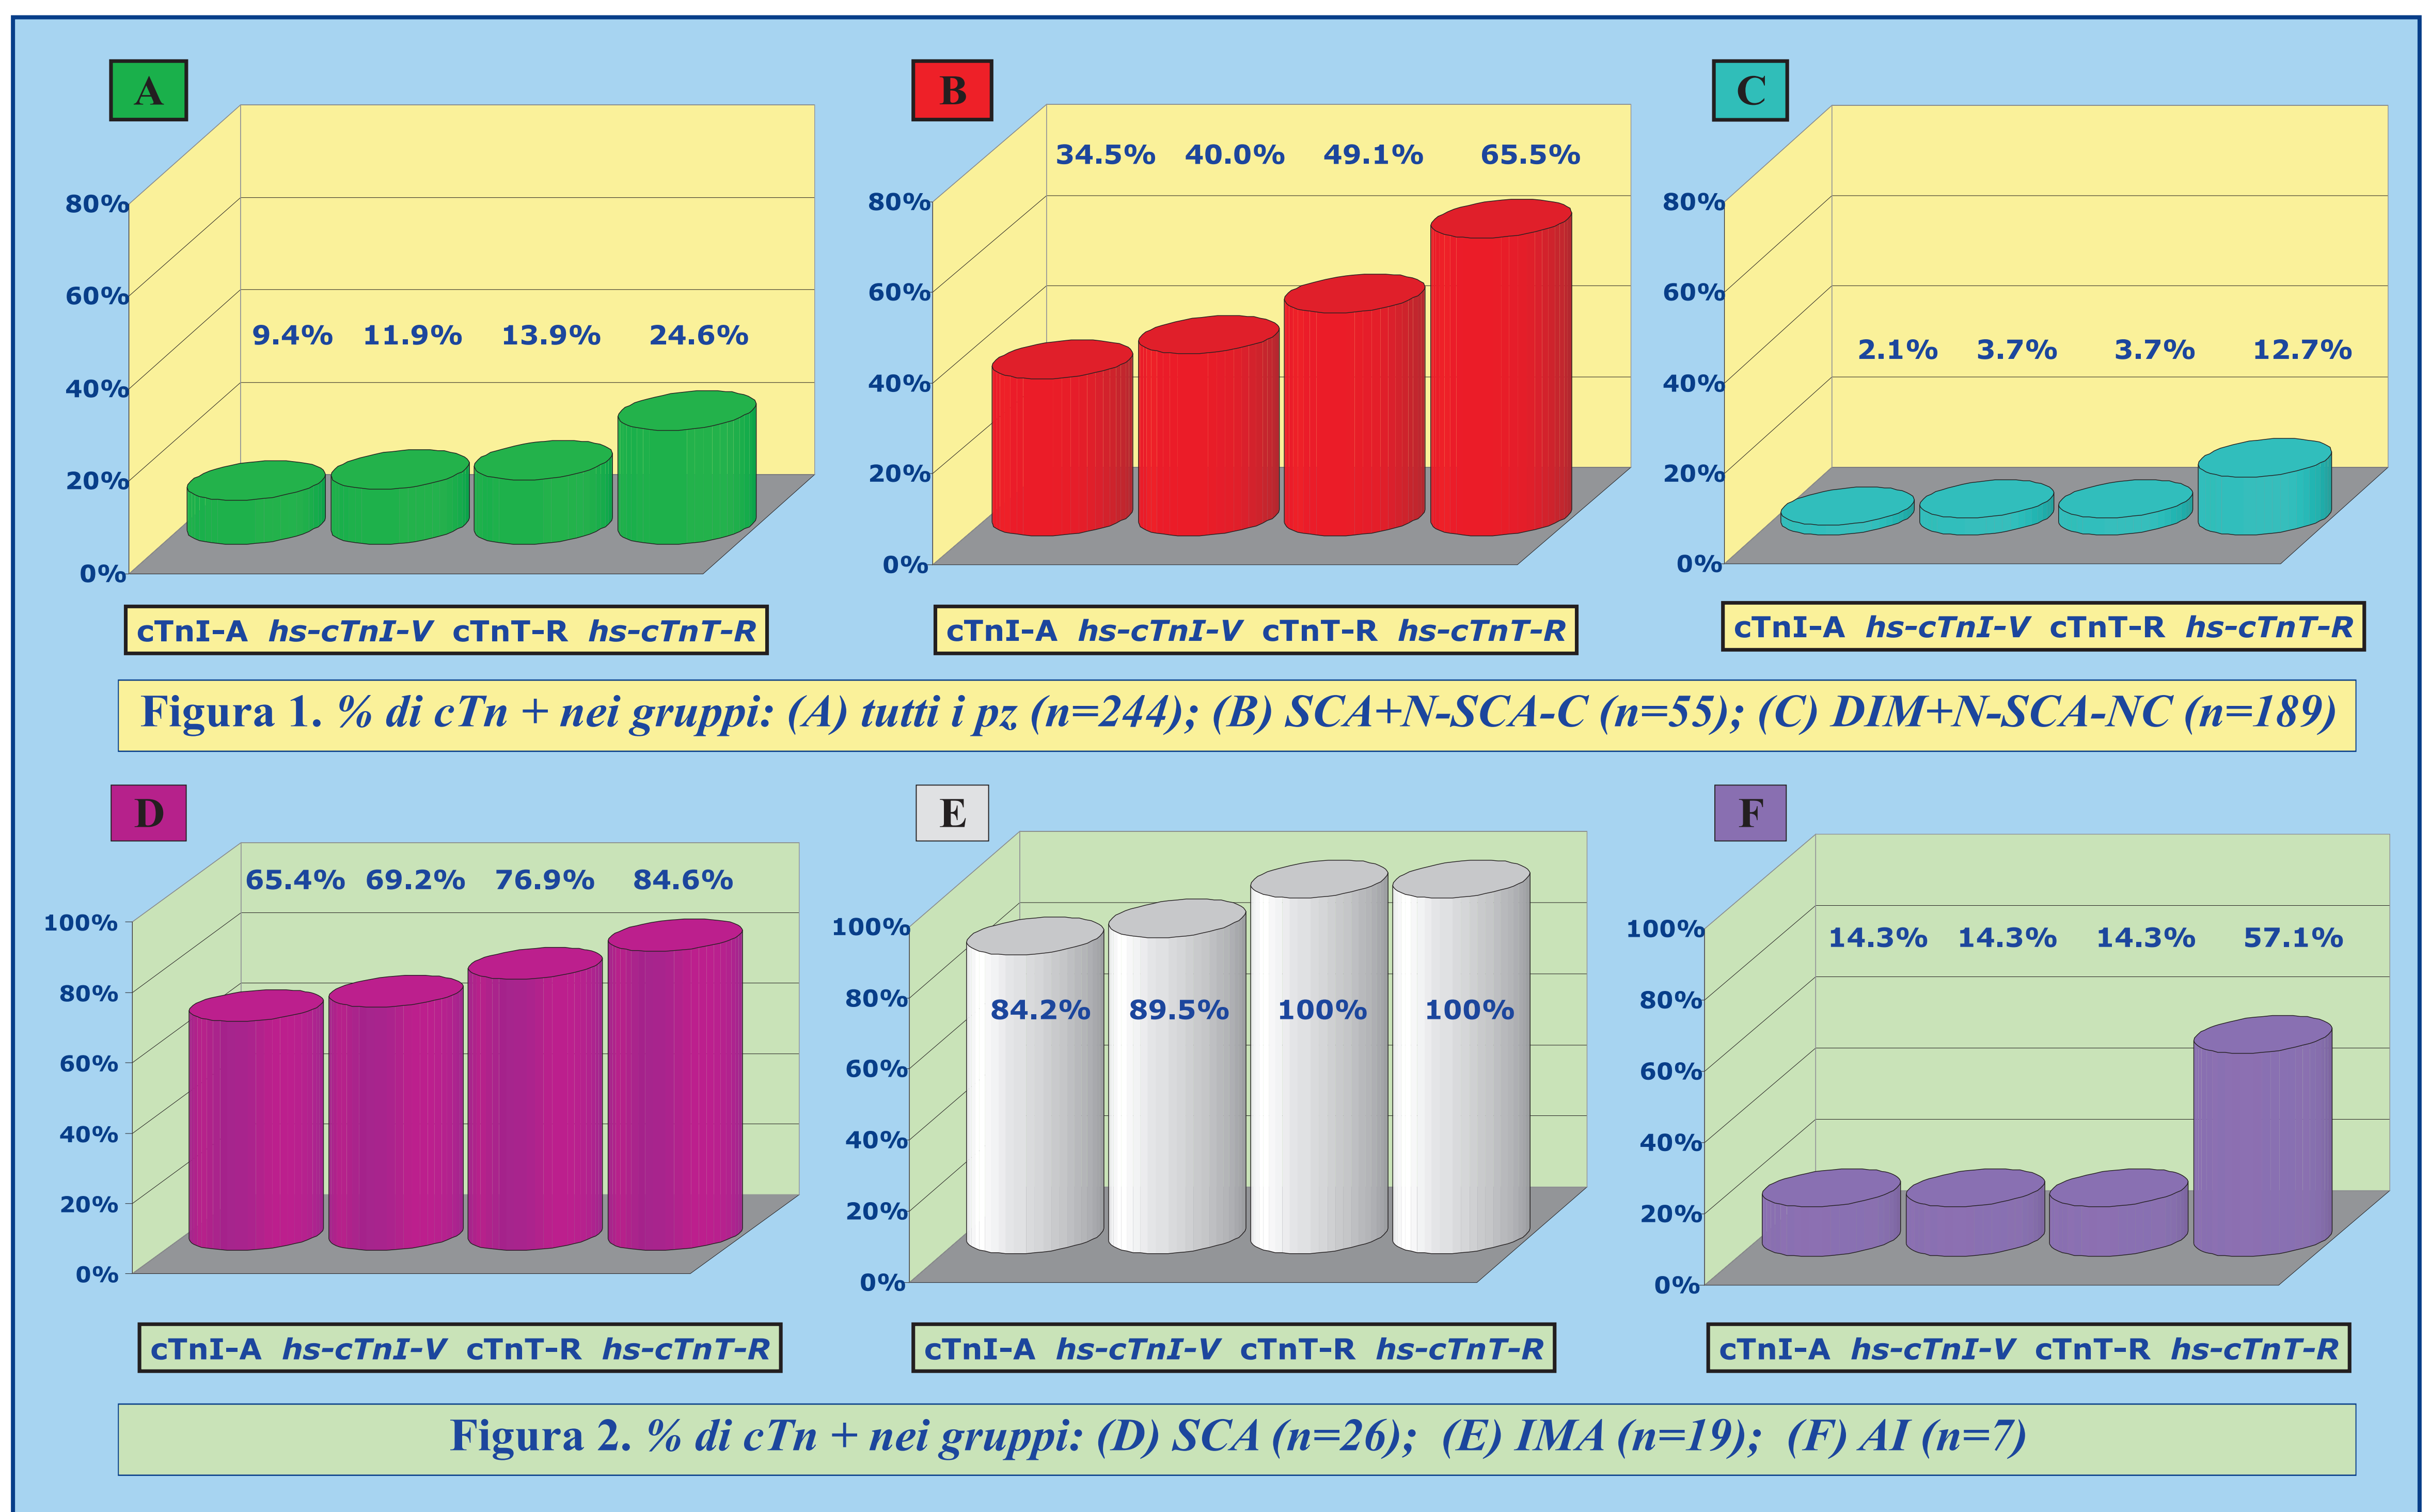 A
B
C
80%
60%
40%
20%
0%
9.4% 11.9% 13.9% 24.6%
cTnI-A hs-cTnI-V cTnT-R hs-cTnT-R
80%
60%
40%
20%
0%
34.5% 40.0% 49.1% 65.5%
cTnI-A hs-cTnI-V cTnT-R hs-cTnT-R
80%
60%
40%
20%
0%
2.1% 3.7% 3.7% 12.7%
cTnI-A hs-cTnI-V cTnT-R hs-cTnT-R
Figura 1. % di cTn + nei gruppi: (A) tutti i pz (n=244); (B) SCA+N-SCA-C (n=55); (C) DIM+N-SCA-NC (n=189)
D
E
F
65.4% 69.2% 76.9% 84.6%
100%
80%
60%
40%
20%
0%
cTnI-A hs-cTnI-V cTnT-R hs-cTnT-R
100%
80%
60%
40%
20%
0%
84.2% 89.5% 100% 100%
cTnI-A hs-cTnI-V cTnT-R hs-cTnT-R
100%
80%
60%
40%
20%
0%
14.3% 14.3% 14.3% 57.1%
cTnI-A hs-cTnI-V cTnT-R hs-cTnT-R
Figura 2. % di cTn + nei gruppi: (D) SCA (n=26); (E) IMA (n=19); (F) AI (n=7)